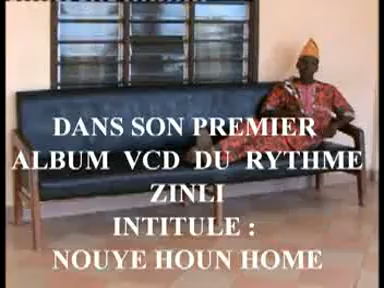 DANS SON PREMIER
ALBUM VCD DU RYTHME
ZINLI
INTITULE :
NOUYE HOUN HOME